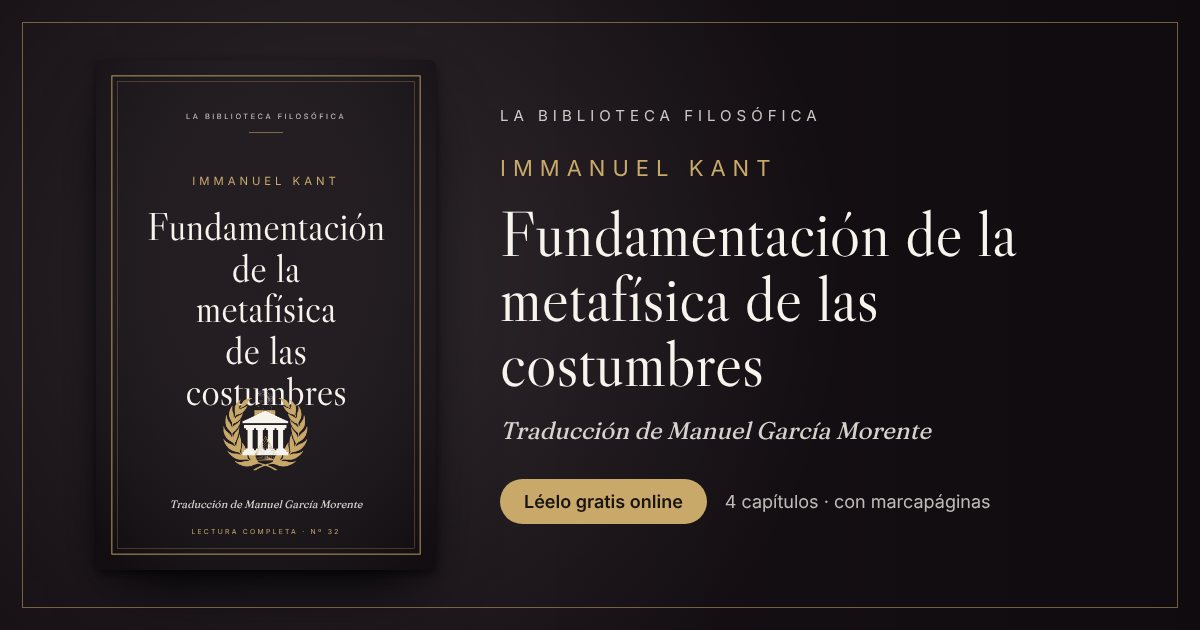 LA BIBLIOTECA FILOSÓFICA
IMMANUEL KANT
Fundamentación
de la
metafísica
de las
costumbres
Traducción de Manuel García Morente
LECTURA COMPLETA · Nº 32
LA BIBLIOTECA FILOSÓFICA
IMMANUEL KANT
Fundamentación de la
metafísica de las
costumbres
Traducción de Manuel García Morente
Léelo gratis online
4 capítulos · con marcapáginas